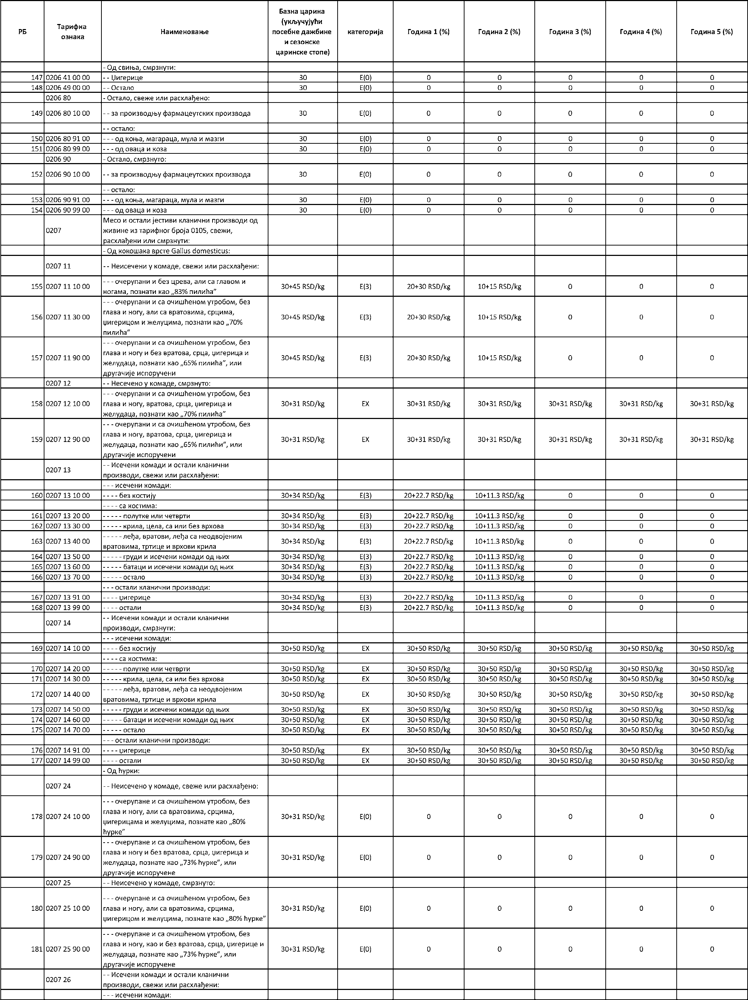 РБ Тарифна ознака Наименовање Базна царина (укључујући посебне дажбине и сезонске царинске стопе) категорија Година 1 (%) Година 2 (%) Година 3 (%) Година 4 (%) Година 5 (%)
- Од свиња, смрзнути:
147 0206 41 00 00 - - Џигерице 30 E(0) 0 0 0 0 0
148 0206 49 00 00 - - Остало 30 E(0) 0 0 0 0 0
0206 80 - Остало, свеже или расхлађено:
149 0206 80 10 00 - - за производњу фармацеутских производа 30 E(0) 0 0 0 0 0
- - остало:
150 0206 80 91 00 - - - од коња, магараца, мула и мазги 30 E(0) 0 0 0 0 0
151 0206 80 99 00 - - - од оваца и коза 30 E(0) 0 0 0 0 0
0206 90 - Остало, смрзнуто:
152 0206 90 10 00 - - за производњу фармацеутских производа 30 E(0) 0 0 0 0 0
- - остало:
153 0206 90 91 00 - - - од коња, магараца, мула и мазги 30 E(0) 0 0 0 0 0
154 0206 90 99 00 - - - од оваца и коза 30 E(0) 0 0 0 0 0
0207 Месо и остали јестиви кланични производи од
живине из тарифног броја 0105, свежи,
расхлађени или смрзнути:
- Од кокошака врсте Gallus domesticus:
0207 11 - - Неисечени у комаде, свежи или расхлађени:
155 0207 11 10 00 - - - очерупани и без црева, али са главом и
ногама, познати као „83% пилића” 30+45 RSD/kg E(3) 20+30 RSD/kg 10+15 RSD/kg 0 0 0
156 0207 11 30 00 - - - очерупани и са очишћеном утробом, без
глава и ногу, али са вратовима, срцима,
џигерицом и желуцима, познати као „70%
пилића” 30+45 RSD/kg E(3) 20+30 RSD/kg 10+15 RSD/kg 0 0 0
157 0207 11 90 00 - - - очерупани и са очишћеном утробом, без
глава и ногу и без вратова, срца, џигерица и
желудаца, познати као „65% пилића”, или
другачије испоручени 30+45 RSD/kg E(3) 20+30 RSD/kg 10+15 RSD/kg 0 0 0
0207 12 - - Несечено у комаде, смрзнуто:
158 0207 12 10 00 - - - очерупани и са очишћеном утробом, без
глава и ногу, вратова, срца, џигерица и
желудаца, познати као „70% пилића” 30+31 RSD/kg EX 30+31 RSD/kg 30+31 RSD/kg 30+31 RSD/kg 30+31 RSD/kg 30+31 RSD/kg
159 0207 12 90 00 - - - очерупани и са очишћеном утробом, без
глава и ногу, вратова, срца, џигерица и
желудаца, познати као „65% пилићи”, или
другачије испоручени 30+31 RSD/kg EX 30+31 RSD/kg 30+31 RSD/kg 30+31 RSD/kg 30+31 RSD/kg 30+31 RSD/kg
0207 13 - - Исечени комади и остали кланични
производи, свежи или расхлађени:
- - - исечени комади:
160 0207 13 10 00 - - - - без костију 30+34 RSD/kg E(3) 20+22.7 RSD/kg 10+11.3 RSD/kg 0 0 0
- - - - са костима:
161 0207 13 20 00 - - - - - полутке или четврти 30+34 RSD/kg E(3) 20+22.7 RSD/kg 10+11.3 RSD/kg 0 0 0
162 0207 13 30 00 - - - - - крила, цела, са или без врхова 30+34 RSD/kg E(3) 20+22.7 RSD/kg 10+11.3 RSD/kg 0 0 0
163 0207 13 40 00 - - - - - леђа, вратови, леђа са неодвојеним
вратовима, тртице и врхови крила 30+34 RSD/kg E(3) 20+22.7 RSD/kg 10+11.3 RSD/kg 0 0 0
164 0207 13 50 00 - - - - - груди и исечени комади од њих 30+34 RSD/kg E(3) 20+22.7 RSD/kg 10+11.3 RSD/kg 0 0 0
165 0207 13 60 00 - - - - - батаци и исечени комади од њих 30+34 RSD/kg E(3) 20+22.7 RSD/kg 10+11.3 RSD/kg 0 0 0
166 0207 13 70 00 - - - - - остало 30+34 RSD/kg E(3) 20+22.7 RSD/kg 10+11.3 RSD/kg 0 0 0
- - - остали кланични производи:
167 0207 13 91 00 - - - - џигерице 30+34 RSD/kg E(3) 20+22.7 RSD/kg 10+11.3 RSD/kg 0 0 0
168 0207 13 99 00 - - - - остали 30+34 RSD/kg E(3) 20+22.7 RSD/kg 10+11.3 RSD/kg 0 0 0
0207 14 - - Исечени комади и остали кланични
производи, смрзнути:
- - - исечени комади:
169 0207 14 10 00 - - - - без костију 30+50 RSD/kg EX 30+50 RSD/kg 30+50 RSD/kg 30+50 RSD/kg 30+50 RSD/kg 30+50 RSD/kg
- - - - са костима:
170 0207 14 20 00 - - - - - полутке или четврти 30+50 RSD/kg EX 30+50 RSD/kg 30+50 RSD/kg 30+50 RSD/kg 30+50 RSD/kg 30+50 RSD/kg
171 0207 14 30 00 - - - - - крила, цела, са или без врхова 30+50 RSD/kg EX 30+50 RSD/kg 30+50 RSD/kg 30+50 RSD/kg 30+50 RSD/kg 30+50 RSD/kg
172 0207 14 40 00 - - - - - леђа, вратови, леђа са неодвојеним
вратовима, тртице и врхови крила 30+50 RSD/kg EX 30+50 RSD/kg 30+50 RSD/kg 30+50 RSD/kg 30+50 RSD/kg 30+50 RSD/kg
173 0207 14 50 00 - - - - - груди и исечени комади од њих 30+50 RSD/kg EX 30+50 RSD/kg 30+50 RSD/kg 30+50 RSD/kg 30+50 RSD/kg 30+50 RSD/kg
174 0207 14 60 00 - - - - - батаци и исечени комади од њих 30+50 RSD/kg EX 30+50 RSD/kg 30+50 RSD/kg 30+50 RSD/kg 30+50 RSD/kg 30+50 RSD/kg
175 0207 14 70 00 - - - - - остало 30+50 RSD/kg EX 30+50 RSD/kg 30+50 RSD/kg 30+50 RSD/kg 30+50 RSD/kg 30+50 RSD/kg
- - - остали кланични производи:
176 0207 14 91 00 - - - - џигерице 30+50 RSD/kg EX 30+50 RSD/kg 30+50 RSD/kg 30+50 RSD/kg 30+50 RSD/kg 30+50 RSD/kg
177 0207 14 99 00 - - - - остали 30+50 RSD/kg EX 30+50 RSD/kg 30+50 RSD/kg 30+50 RSD/kg 30+50 RSD/kg 30+50 RSD/kg
- Од ћурки:
0207 24 - - Неисечено у комаде, свеже или расхлађено:
178 0207 24 10 00 - - - очерупане и са очишћеном утробом, без
глава и ногу, али са вратовима, срцима,
џигерицама и желуцима, познате као „80%
ћурке” 30+31 RSD/kg E(0) 0 0 0 0 0
179 0207 24 90 00 - - - очерупане и са очишћеном утробом, без
глава и ногу и без вратова, срца, џигерица и
желудаца, познате као „73% ћурке”, или
другачије испоручене 30+31 RSD/kg E(0) 0 0 0 0 0
0207 25 - - Неисечено у комаде, смрзнуто:
180 0207 25 10 00 - - - очерупане и са очишћеном утробом, без
глава и ногу, али са вратовима, срцима,
џигерицом и желуцима, познате као „80% ћурке” 30+31 RSD/kg E(0) 0 0 0 0 0
181 0207 25 90 00 - - - очерупане и са очишћеном утробом, без
глава и ногу, као и без вратова, срца, џигерице и
желудаца, познате као „73% ћурке”, или
другачије испоручене 30+31 RSD/kg E(0) 0 0 0 0 0
0207 26 - - Исечени комади и остали кланични
производи, свежи или расхлађени:
- - - исечени комади: